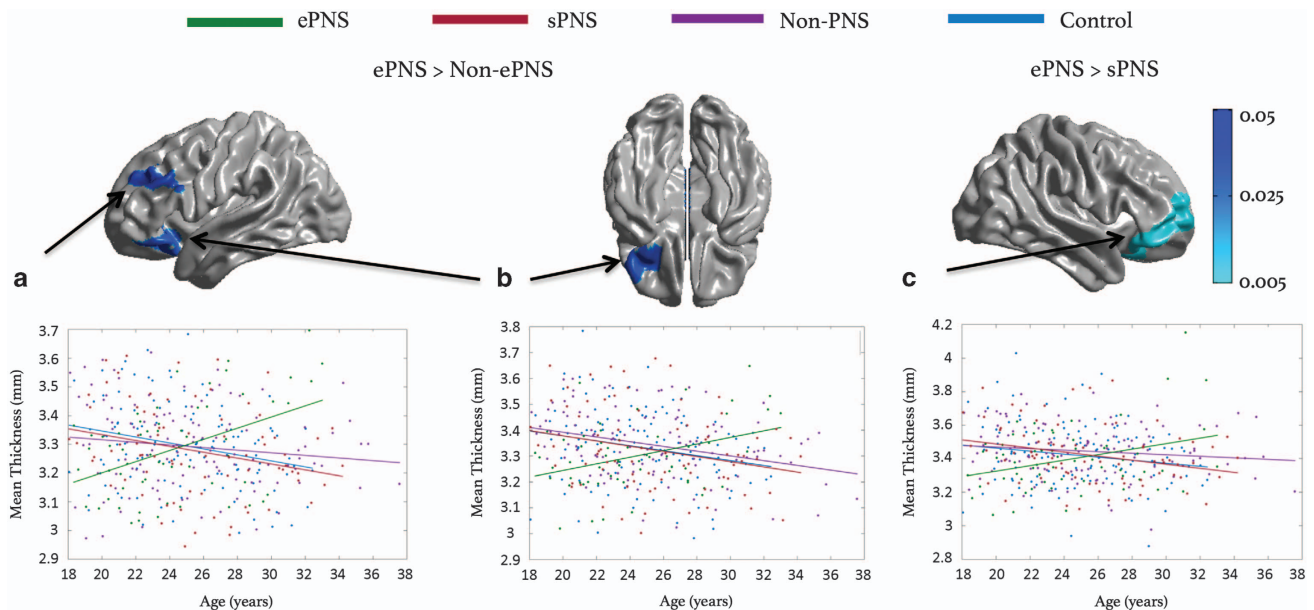 ePNS sPNS Non-PNS Control
ePNS > Non-ePNS ePNS > sPNS
0.05
0.025
0.005
a b c
3.7
3.6
3.5
3.4
3.3
3.2
3.1
3
2.9
Mean Thickness (mm)
18 20 22 24 26 28 30 32 34 36 38
Age (years)
3.8
3.7
3.6
3.5
3.4
3.3
3.2
3.1
3
2.9
Mean Thickness (mm)
18 20 22 24 26 28 30 32 34 36 38
Age (years)
4.2
4
3.8
3.6
3.4
3.2
3
2.8
Mean Thickness (mm)
18 20 22 24 26 28 30 32 34 36 38
Age (years)